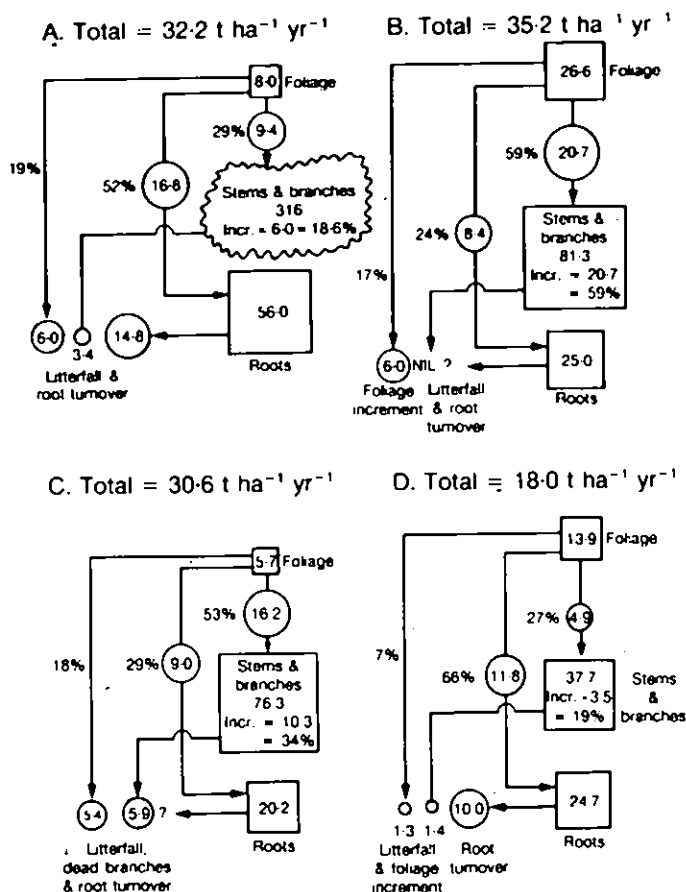 A. Total = 32·2 t ha⁻¹ yr⁻¹
8·0 Foliage
29% 9·4
19%
52% 16·8
Stems & branches
316
Incr. = 6·0 = 18·6%
56·0
6·0
3·4
14·8
Roots
Litterfall &
root turnover
B. Total = 35·2 t ha⁻¹ yr⁻¹
26·6 Foliage
59% 20·7
24% 8·4
Stems &
branches
81·3
Incr. = 20·7
= 59%
17%
6·0 NIL ?
25·0
Foliage
increment
Litterfall
& root
turnover
Roots
C. Total = 30·6 t ha⁻¹ yr⁻¹
5·7 Foliage
53% 16·2
18%
29% 9·0
Stems &
branches
76·3
Incr. = 10·3
= 34%
5·4
5·9 ?
20·2
Litterfall,
dead branches
& root turnover
Roots
D. Total = 18·0 t ha⁻¹ yr⁻¹
13·9
Foliage
27% 4·9
7%
66% 11·8
37·7
Incr. -3·5
= 19%
Stems
&
branches
1·3
1·4
10·0
24·7
Litterfall
& foliage
increment
Root
turnover
Roots